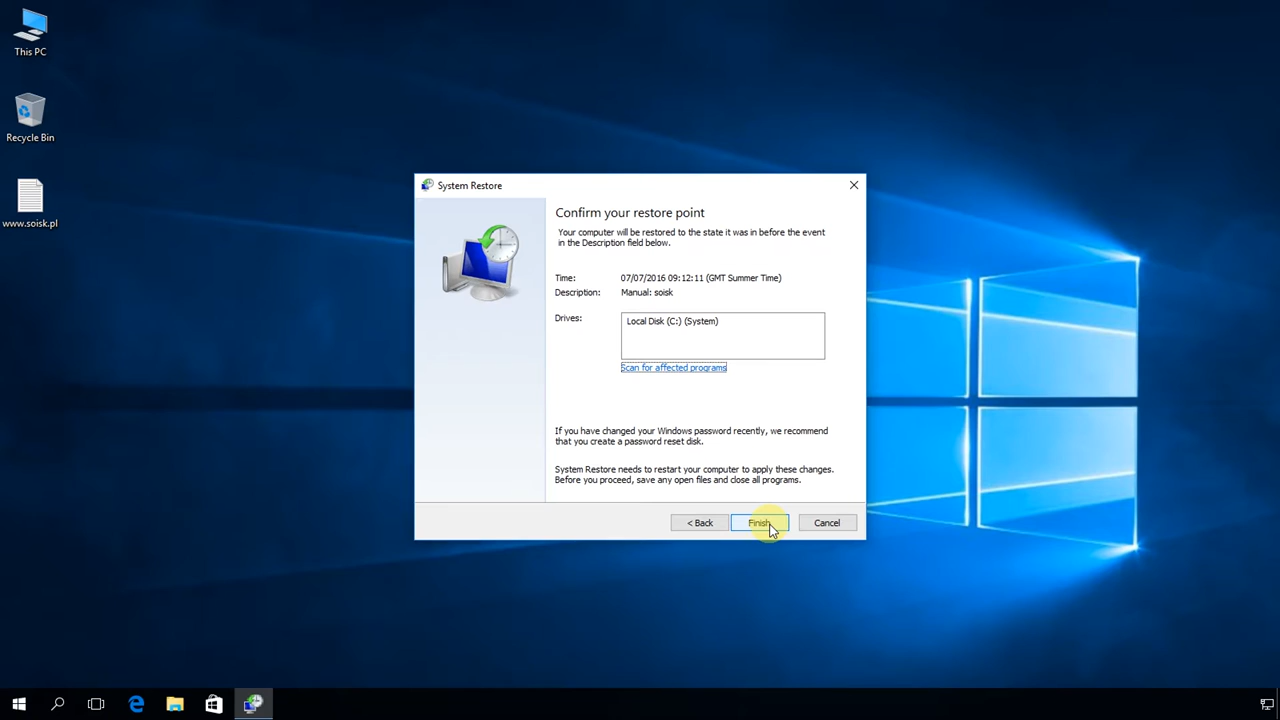 This PC
Recycle Bin
www.soisk.pl
System Restore
Confirm your restore point
Your computer will be restored to the state it was in before the event
in the Description field below.
Time: 07/07/2016 09:12:11 (GMT Summer Time)
Description: Manual: soisk
Drives: Local Disk (C:) (System)
Scan for affected programs
If you have changed your Windows password recently, we recommend
that you create a password reset disk.
System Restore needs to restart your computer to apply these changes.
Before you proceed, save any open files and close all programs.
< Back Finish Cancel